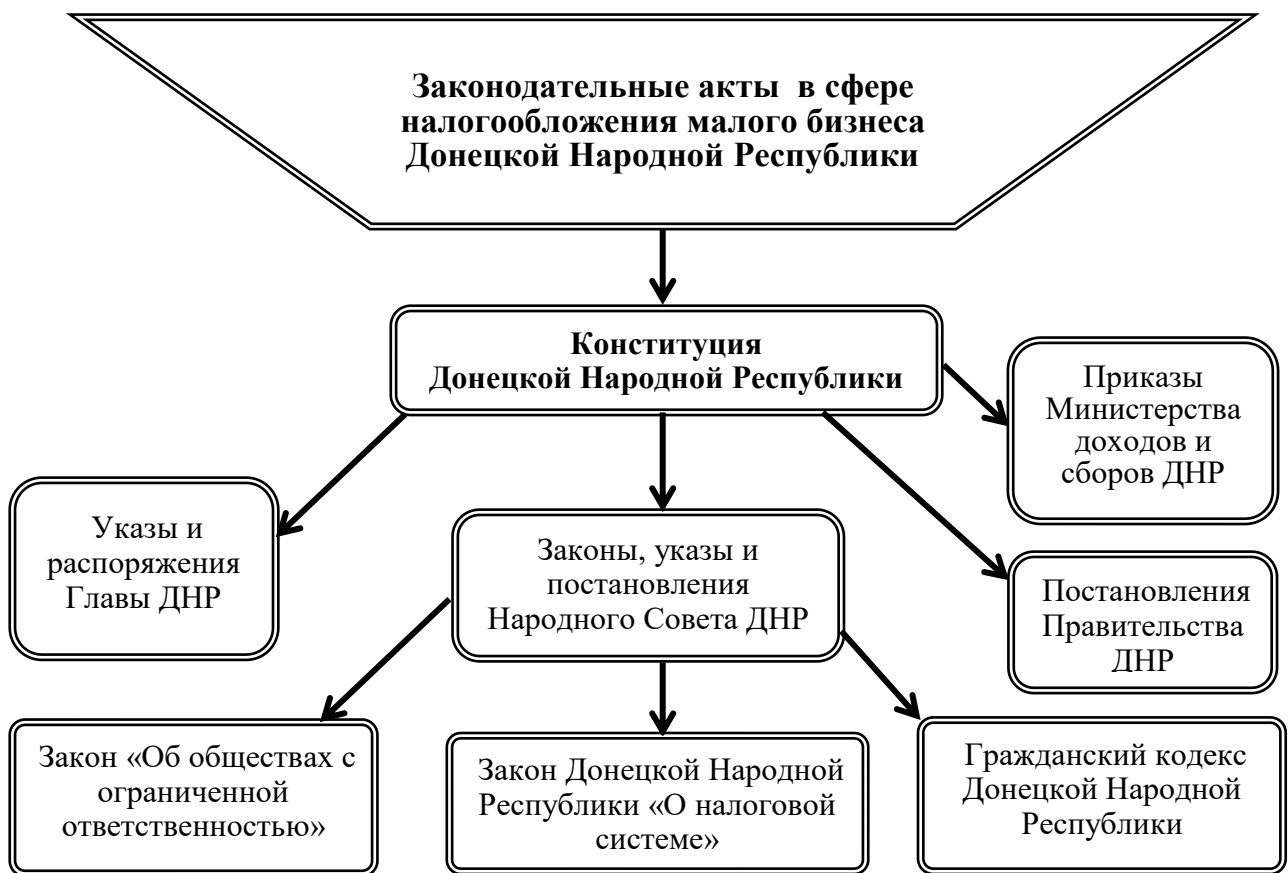 Законодательные акты в сфере
налогообложения малого бизнеса
Донецкой Народной Республики
Конституция
Донецкой Народной Республики
Приказы
Министерства
доходов и
сборов ДНР
Указы и
распоряжения
Главы ДНР
Законы, указы и
постановления
Народного Совета ДНР
Постановления
Правительства
ДНР
Закон «Об обществах с
ограниченной
ответственностью»
Закон Донецкой Народной
Республики «О налоговой
системе»
Гражданский кодекс
Донецкой Народной
Республики